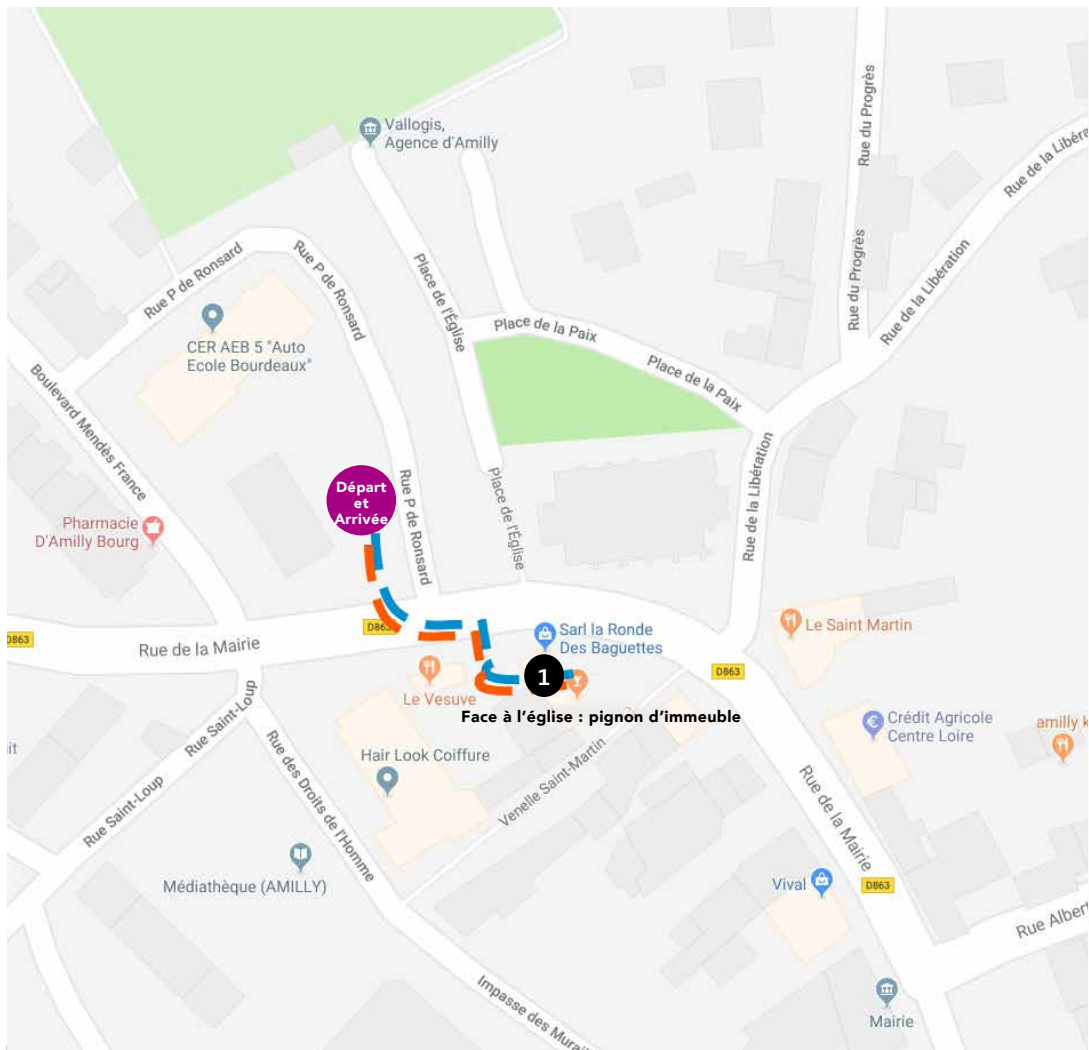 Vallogis,
Agence d'Amilly
Rue du Progrès
Rue de la Libéra
Rue P de Ronsard
Rue P de Ronsard
Place de l'Église
Rue du Progrès
Rue de la Libération
CER AEB 5 "Auto
Ecole Bourdeaux"
Place de la Paix
Place de la Paix
Boulevard Mendès France
Rue de la Libération
Départ
et
Arrivée
Rue P de Ronsard
Place de l'Église
Pharmacie
D'Amilly Bourg
D863
D863
Rue de la Mairie
Sarl la Ronde
Des Baguettes
Le Saint Martin
D863
Le Vesuve
1
Face à l'église : pignon d'immeuble
Rue Saint-Loup
Crédit Agricole
Centre Loire
amilly k
it
Hair Look Coiffure
Rue des Droits de l'Homme
Venelle Saint-Martin
Rue Saint-Loup
Rue de la Mairie
Médiathèque (AMILLY)
Vival
D863
Rue Albert
Impasse des Murail
Mairie